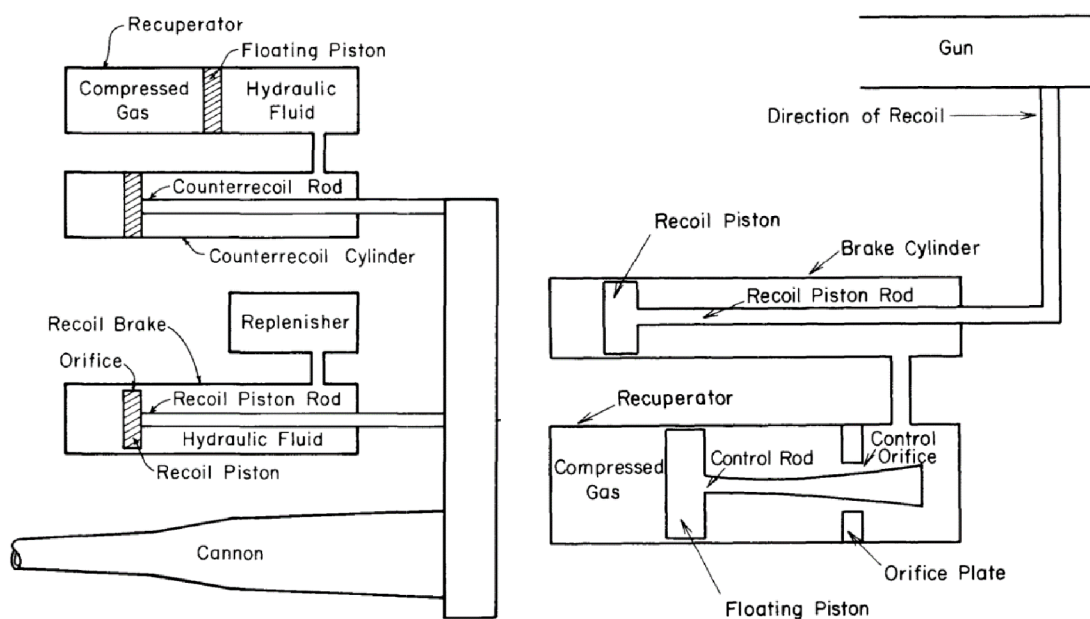 Recuperator
Floating Piston
Compressed
Gas
Hydraulic
Fluid
Counterrecoil Rod
Counterrecoil Cylinder
Recoil Brake
Replenisher
Orifice
Recoil Piston Rod
Hydraulic Fluid
Recoil Piston
Cannon
Gun
Direction of Recoil
Recoil Piston
Brake Cylinder
Recoil Piston Rod
Recuperator
Control
Orifice
Compressed
Gas
Control Rod
Orifice Plate
Floating Piston